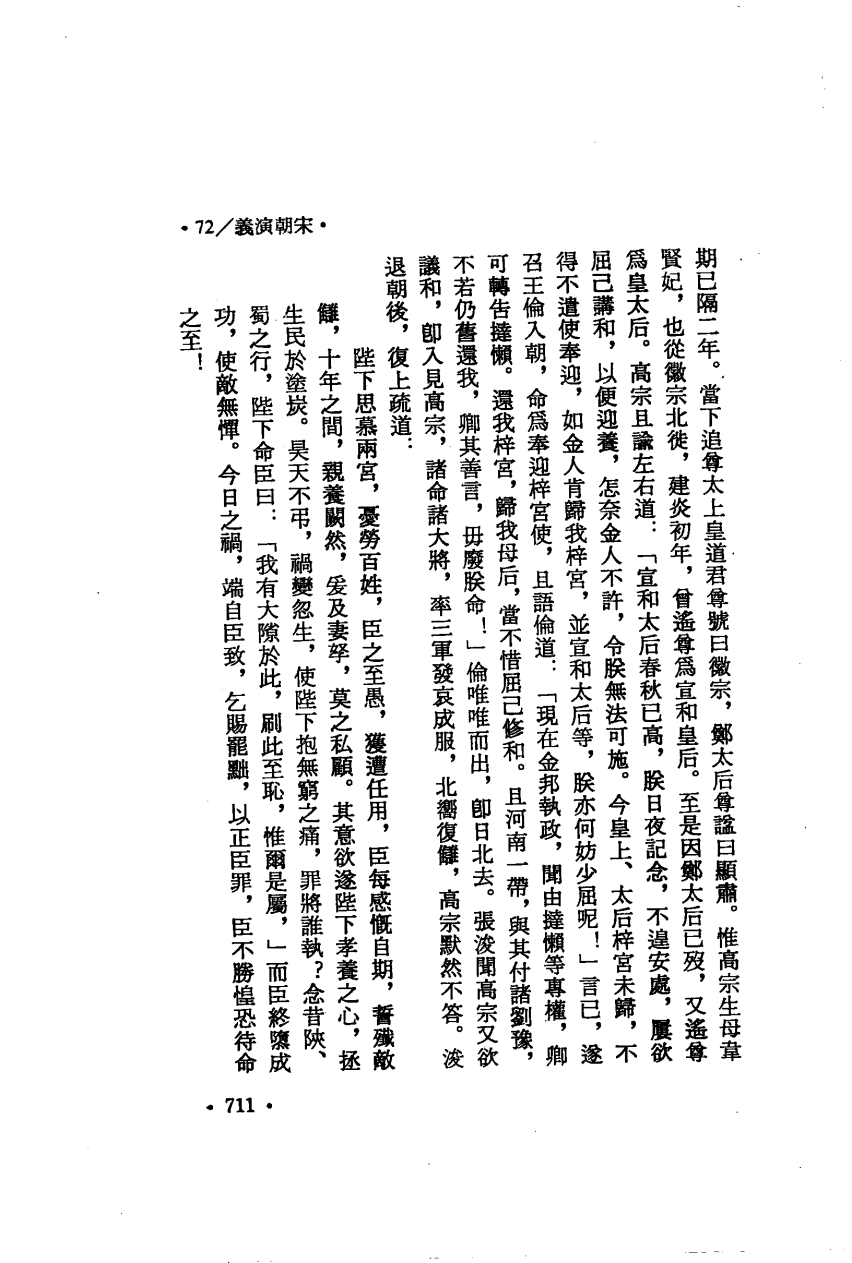 •宋朝演義／72•
期已隔二年。當下追尊太上皇道君尊號曰徽宗，鄭太后尊諡曰顯肅。惟高宗生母韋
賢妃，也從徽宗北徙，建炎初年，曾遙尊爲宣和皇后。至是因鄭太后已歿，又遙尊
爲皇太后。高宗且諭左右道：「宣和太后春秋已高，朕日夜記念，不遑安處，屢欲
屈己講和，以便迎養，怎奈金人不許，令朕無法可施。今皇上、太后梓宮未歸，不
得不遣使奉迎，如金人肯歸我梓宮，並宣和太后等，朕亦何妨少屈呢！」言已，遂
召王倫入朝，命爲奉迎梓宮使，且語倫道：「現在金邦執政，聞由撻懶等專權，卿
可轉告撻懶。還我梓宮，歸我母后，當不惜屈己修和。且河南一帶，與其付諸劉豫，
不若仍舊還我，卿其善言，毋廢朕命！」倫唯唯而出，卽日北去。張浚聞高宗又欲
議和，卽入見高宗，諸命諸大將，率三軍發哀成服，北嚮復讎，高宗默然不答。浚
退朝後，復上疏道：
陛下思慕兩宮，憂勞百姓，臣之至愚，獲遭任用，臣每感慨自期，誓殲敵
讎，十年之間，親養闕然，爰及妻孥，莫之私顧。其意欲遂陛下孝養之心，拯
生民於塗炭。昊天不弔，禍變忽生，使陛下抱無窮之痛，罪將誰執？念昔陝、
蜀之行，陛下命臣曰：「我有大隙於此，刷此至恥，惟爾是屬，」而臣終隳成
功，使敵無憚。今日之禍，端自臣致，乞賜罷黜，以正臣罪，臣不勝惶恐待命
之至！
•711•